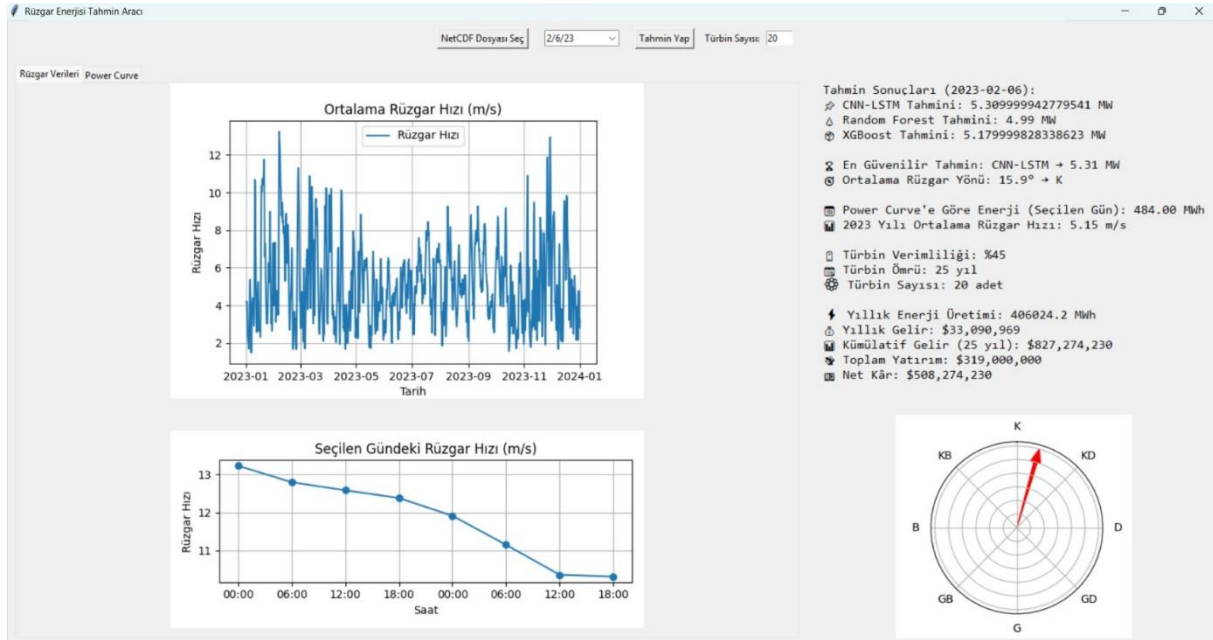 Rüzgar Enerjisi Tahmin Aracı
NetCDF Dosyası Seç 2/6/23 Tahmin Yap Türbin Sayısı: 20
Rüzgar Verileri Power Curve
Ortalama Rüzgar Hızı (m/s)
Rüzgar Hızı
12
10
8
6
4
2
Rüzgar Hızı
2023-01 2023-03 2023-05 2023-07 2023-09 2023-11 2024-01
Tarih
Seçilen Gündeki Rüzgar Hızı (m/s)
13
12
11
Rüzgar Hızı
00:00 06:00 12:00 18:00 00:00 06:00 12:00 18:00
Saat
Tahmin Sonuçları (2023-02-06):
CNN-LSTM Tahmini: 5.309999942779541 MW
Random Forest Tahmini: 4.99 MW
XGBoost Tahmini: 5.179999828338623 MW
En Güvenilir Tahmin: CNN-LSTM → 5.31 MW
Ortalama Rüzgar Yönü: 15.9° → K
Power Curve'e Göre Enerji (Seçilen Gün): 484.00 MWh
2023 Yılı Ortalama Rüzgar Hızı: 5.15 m/s
Türbin Verimliliği: %45
Türbin Ömrü: 25 yıl
Türbin Sayısı: 20 adet
Yıllık Enerji Üretimi: 406024.2 MWh
Yıllık Gelir: $33,090,969
Kümülatif Gelir (25 yıl): $827,274,230
Toplam Yatırım: $319,000,000
Net Kâr: $508,274,230
K
KB KD
B D
GB GD
G